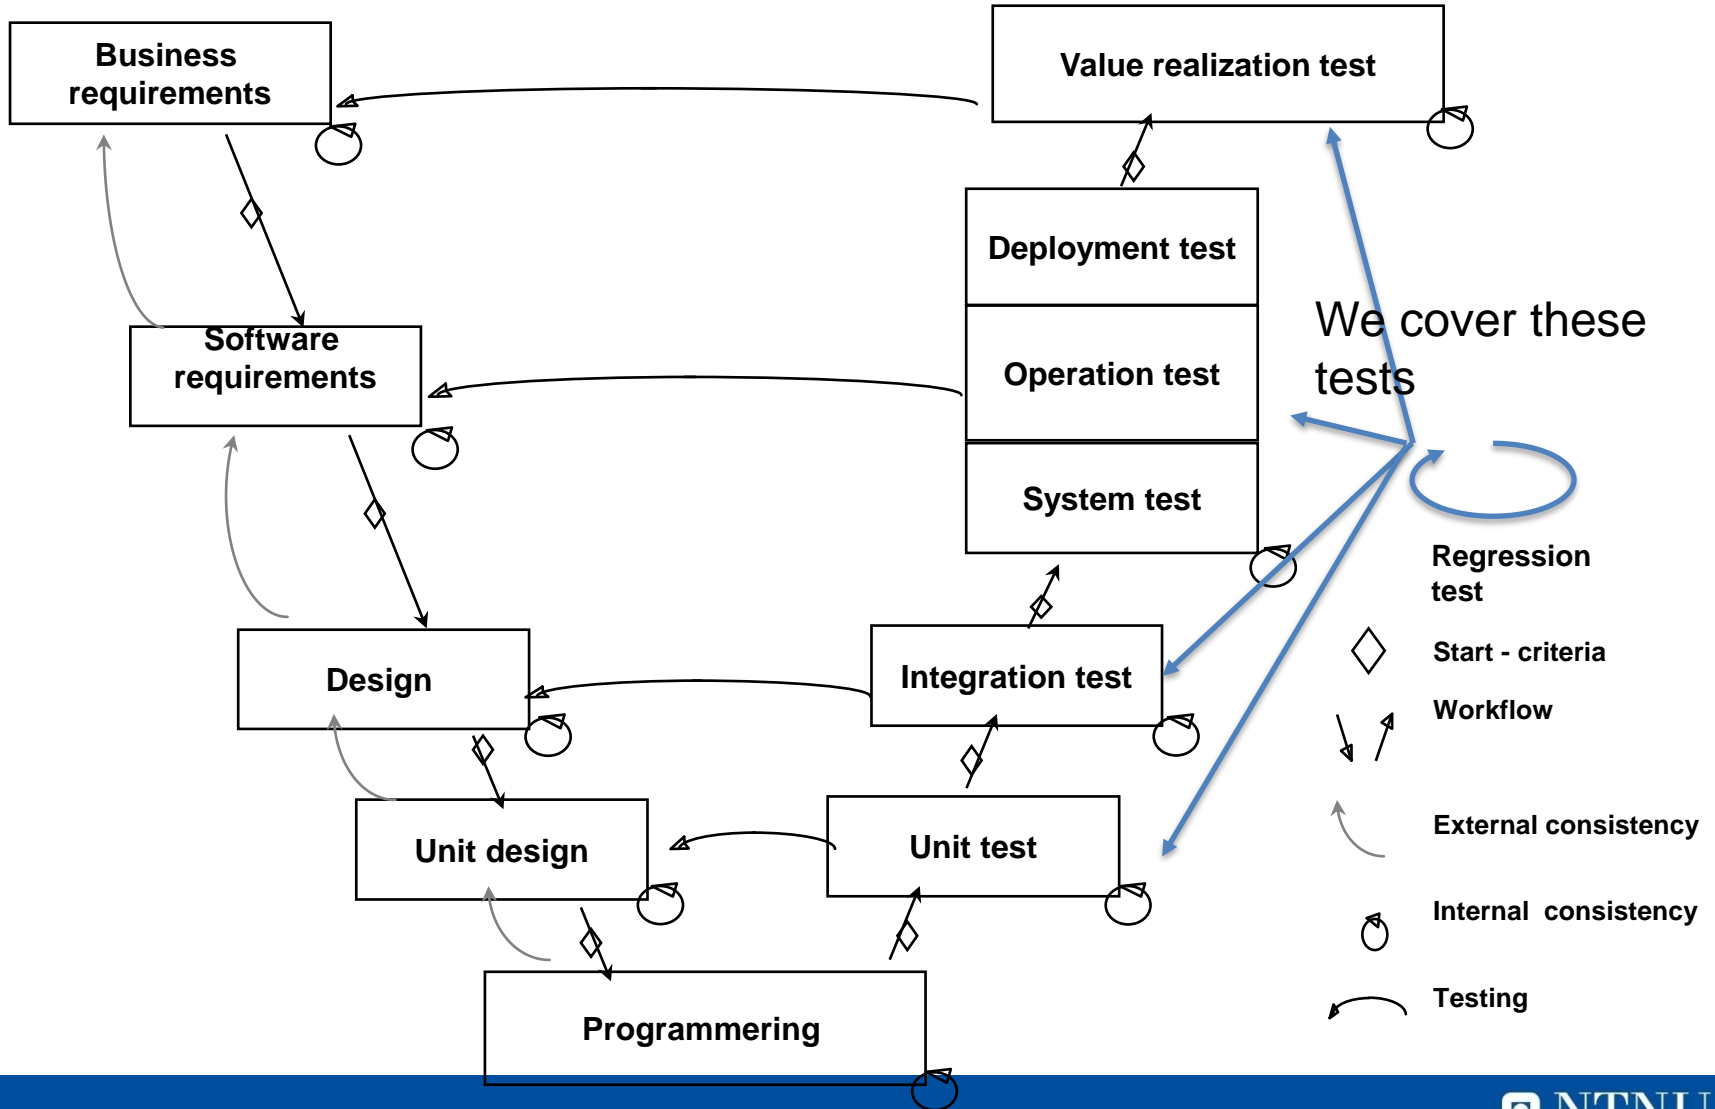 Business
requirements
Value realization test
Deployment test
We cover these
tests
Software
requirements
Operation test
System test
Regression
test
Start - criteria
Design
Integration test
Workflow
External consistency
Unit design
Unit test
Internal  consistency
Testing
Programmering
NTNU